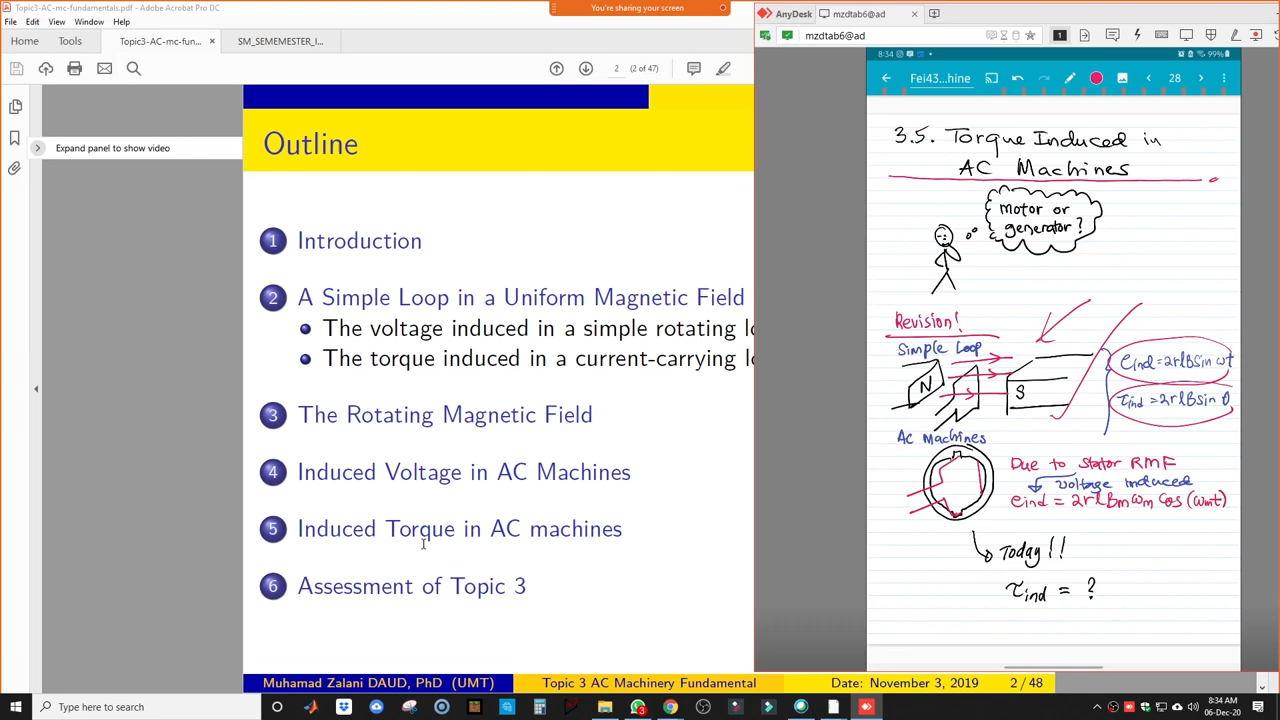 Topic3-AC-mc-fundamentals.pdf - Adobe Acrobat Pro DC
You're sharing your screen
File Edit View Window Help
Home Tools Topic3-AC-mc-fun... × SM_SEMEMESTER_I...
2 (2 of 47)
Expand panel to show video
Outline
1 Introduction
2 A Simple Loop in a Uniform Magnetic Field
The voltage induced in a simple rotating lo
The torque induced in a current-carrying lo
3 The Rotating Magnetic Field
4 Induced Voltage in AC Machines
5 Induced Torque in AC machines
6 Assessment of Topic 3
Muhamad Zalani DAUD, PhD (UMT) Topic 3 AC Machinery Fundamental Date: November 3, 2019 2 / 48
AnyDesk mzdtab6@ad ×
mzdtab6@ad 1
8:34 99%
Fei43...hine 28
3.5. Torque Induced in
AC Machines
motor or
generator?
Revision!
Simple Loop
N S
eind = 2rlBsin ωt
τind = 2rlBsin θ
AC Machines
Due to stator RMF
voltage induced
eind = 2rlBmωm cos (ωmt)
Today!!
τind = ?
Type here to search
3
8:34 AM
06-Dec-20